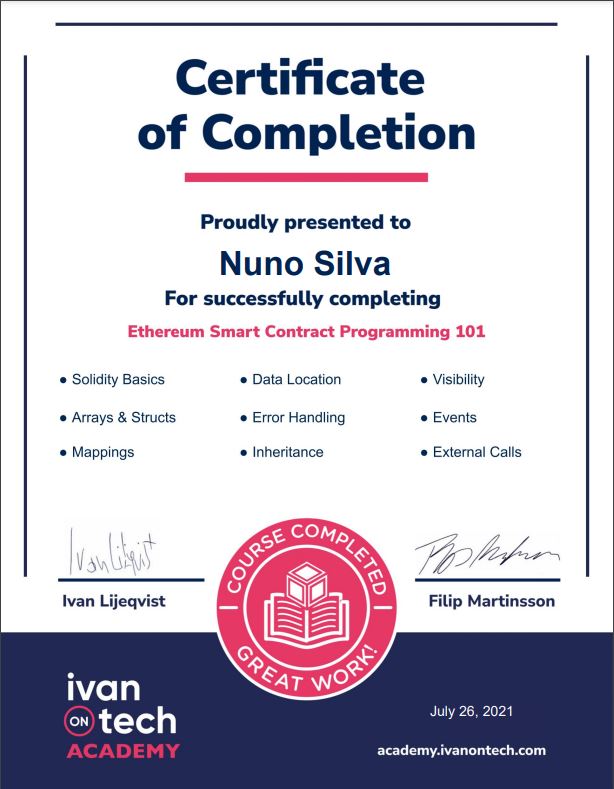 Certificate
of Completion
Proudly presented to
Nuno Silva
For successfully completing
Ethereum Smart Contract Programming 101
● Solidity Basics
● Data Location
● Visibility
● Arrays & Structs
● Error Handling
● Events
● Mappings
● Inheritance
● External Calls
Ivan Liljeqvist
Ivan Lijeqvist
Filip Martinsson
COURSE COMPLETED
GREAT WORK!
ivan
ON tech
ACADEMY
July 26, 2021
academy.ivanontech.com